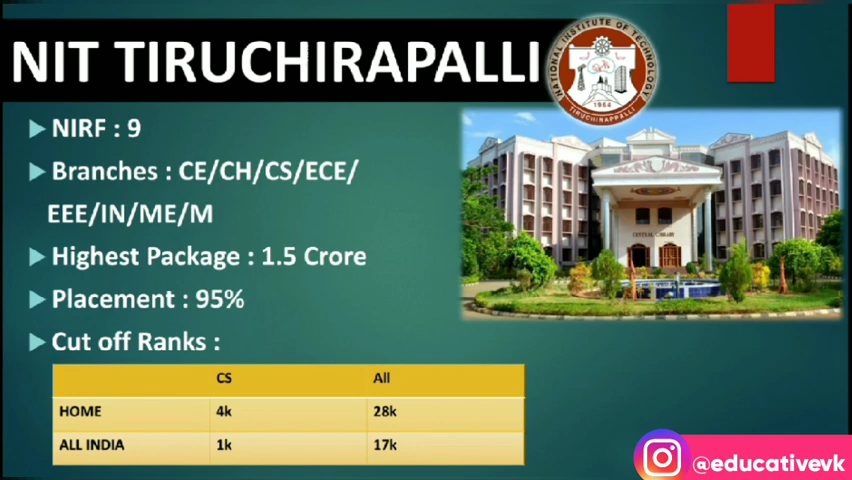 NIT TIRUCHIRAPALLI
NATIONAL INSTITUTE OF TECHNOLOGY
1964
TIRUCHIRAPPALLI
NIRF : 9
Branches : CE/CH/CS/ECE/
EEE/IN/ME/M
Highest Package : 1.5 Crore
Placement : 95%
Cut off Ranks :
CS All
HOME 4k 28k
ALL INDIA 1k 17k
CENTRAL LIBRARY
@educativevk